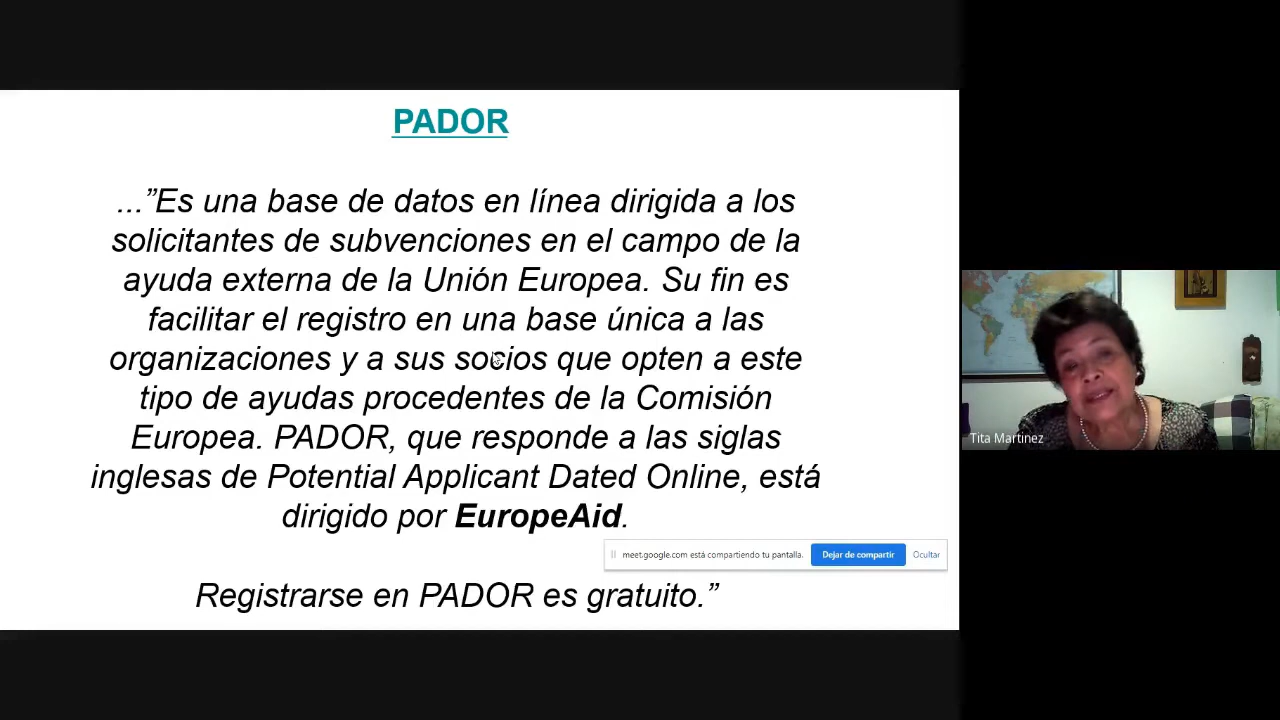 PADOR
...”Es una base de datos en línea dirigida a los
solicitantes de subvenciones en el campo de la
ayuda externa de la Unión Europea. Su fin es
facilitar el registro en una base única a las
organizaciones y a sus socios que opten a este
tipo de ayudas procedentes de la Comisión
Europea. PADOR, que responde a las siglas
inglesas de Potential Applicant Dated Online, está
dirigido por EuropeAid.
meet.google.com está compartiendo tu pantalla.
Dejar de compartir
Ocultar
Registrarse en PADOR es gratuito.”
Tita Martinez